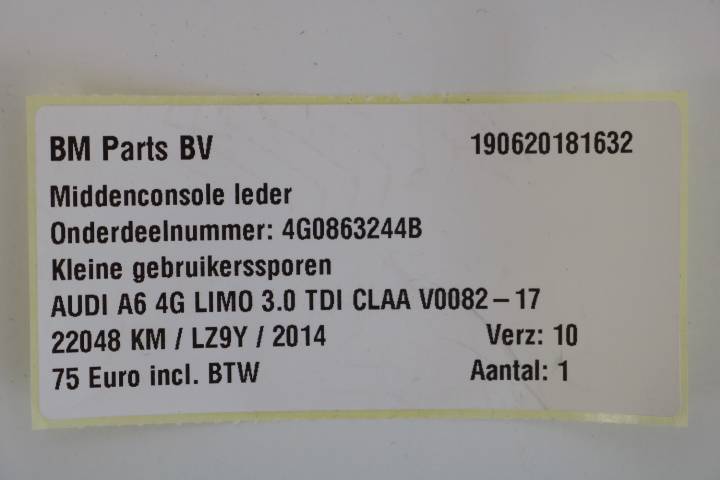 BM Parts BV 190620181632
Middenconsole leder
Onderdeelnummer: 4G0863244B
Kleine gebruikerssporen
AUDI A6 4G LIMO 3.0 TDI CLAA V0082 – 17
22048 KM / LZ9Y / 2014 Verz: 10
75 Euro incl. BTW Aantal: 1